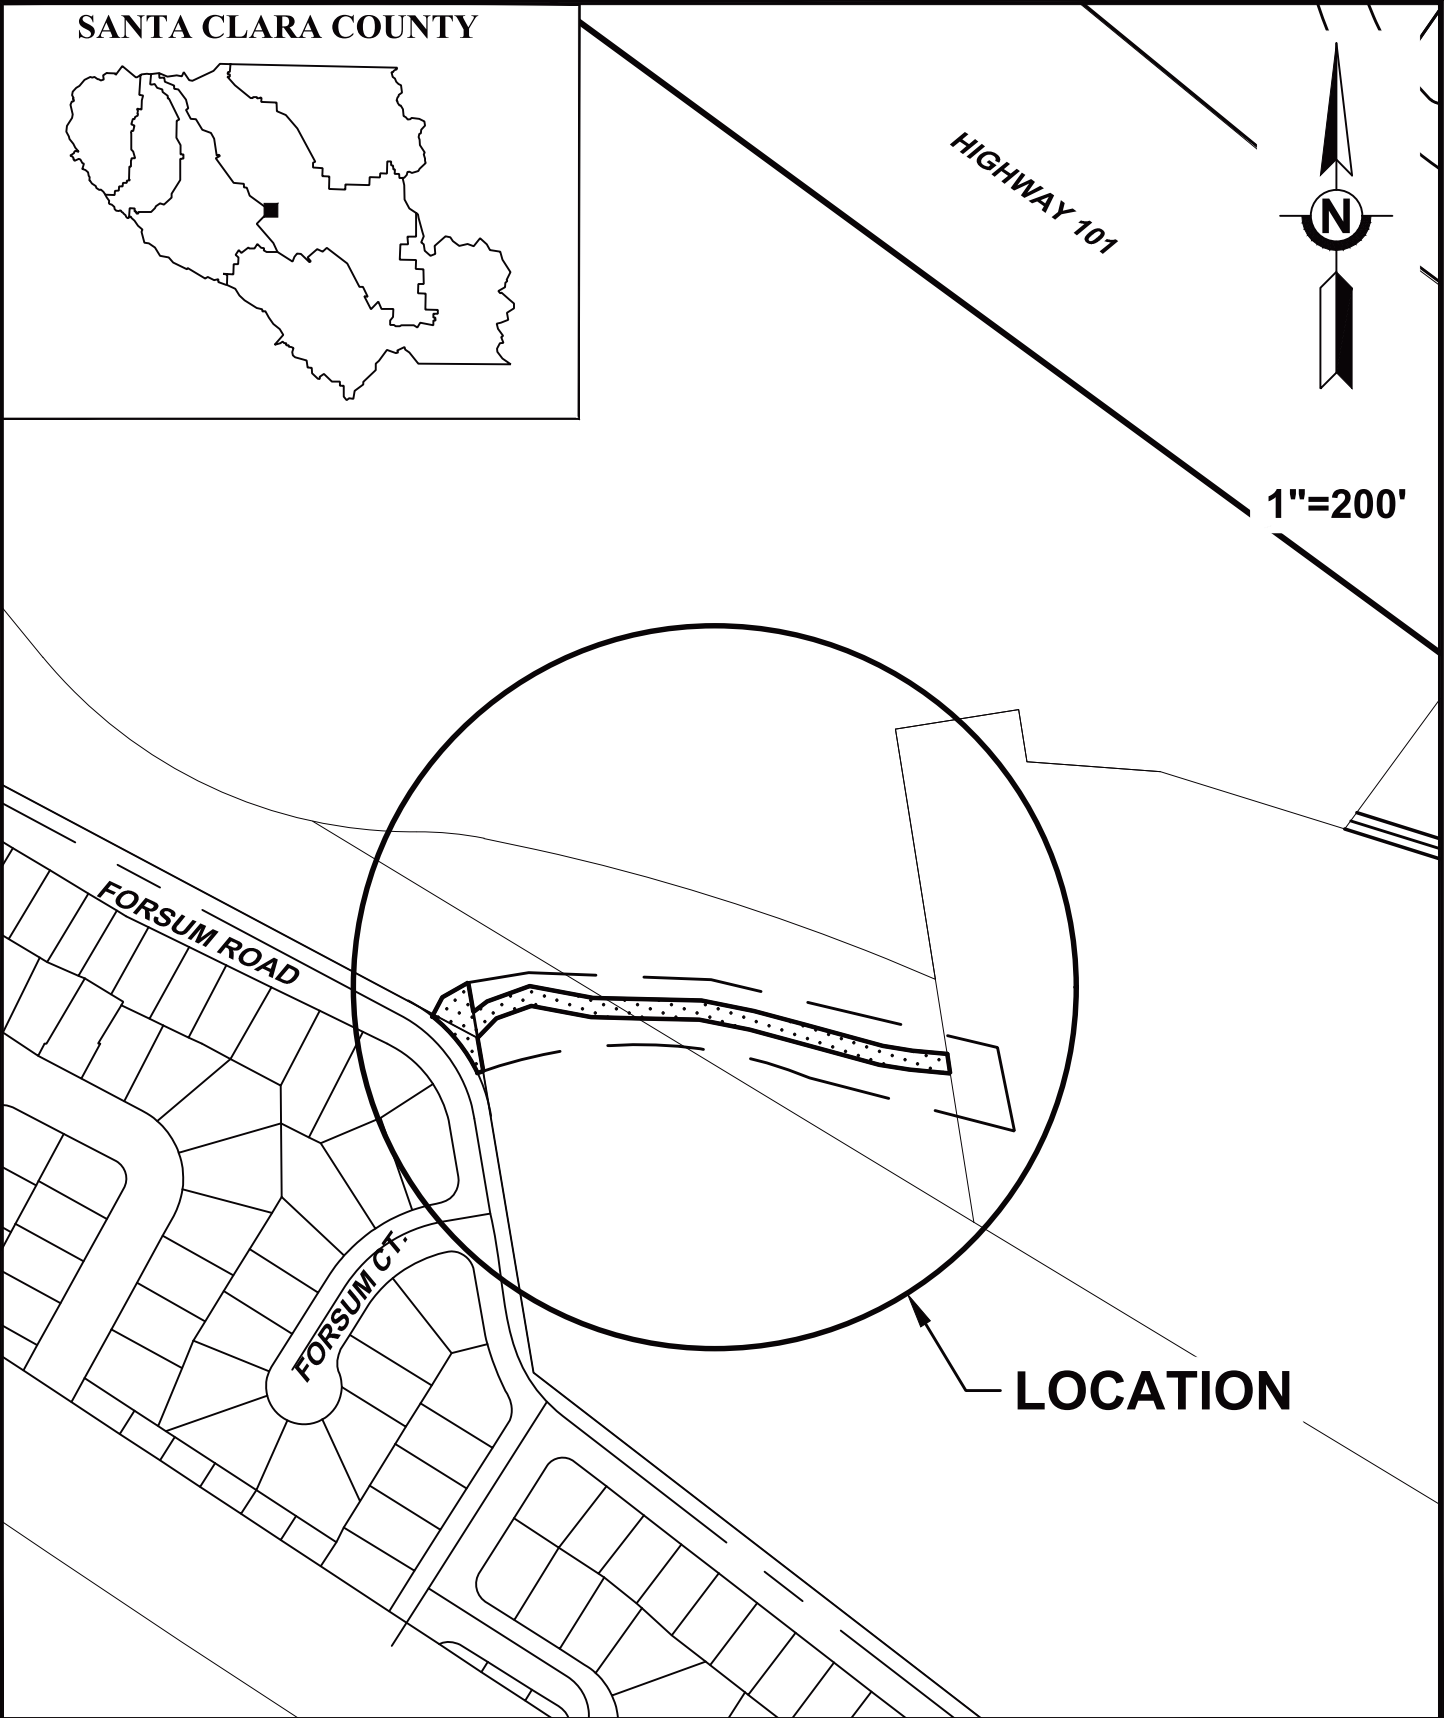 SANTA CLARA COUNTY
HIGHWAY 101
N
1"=200'
FORSUM ROAD
FORSUM CT.
LOCATION